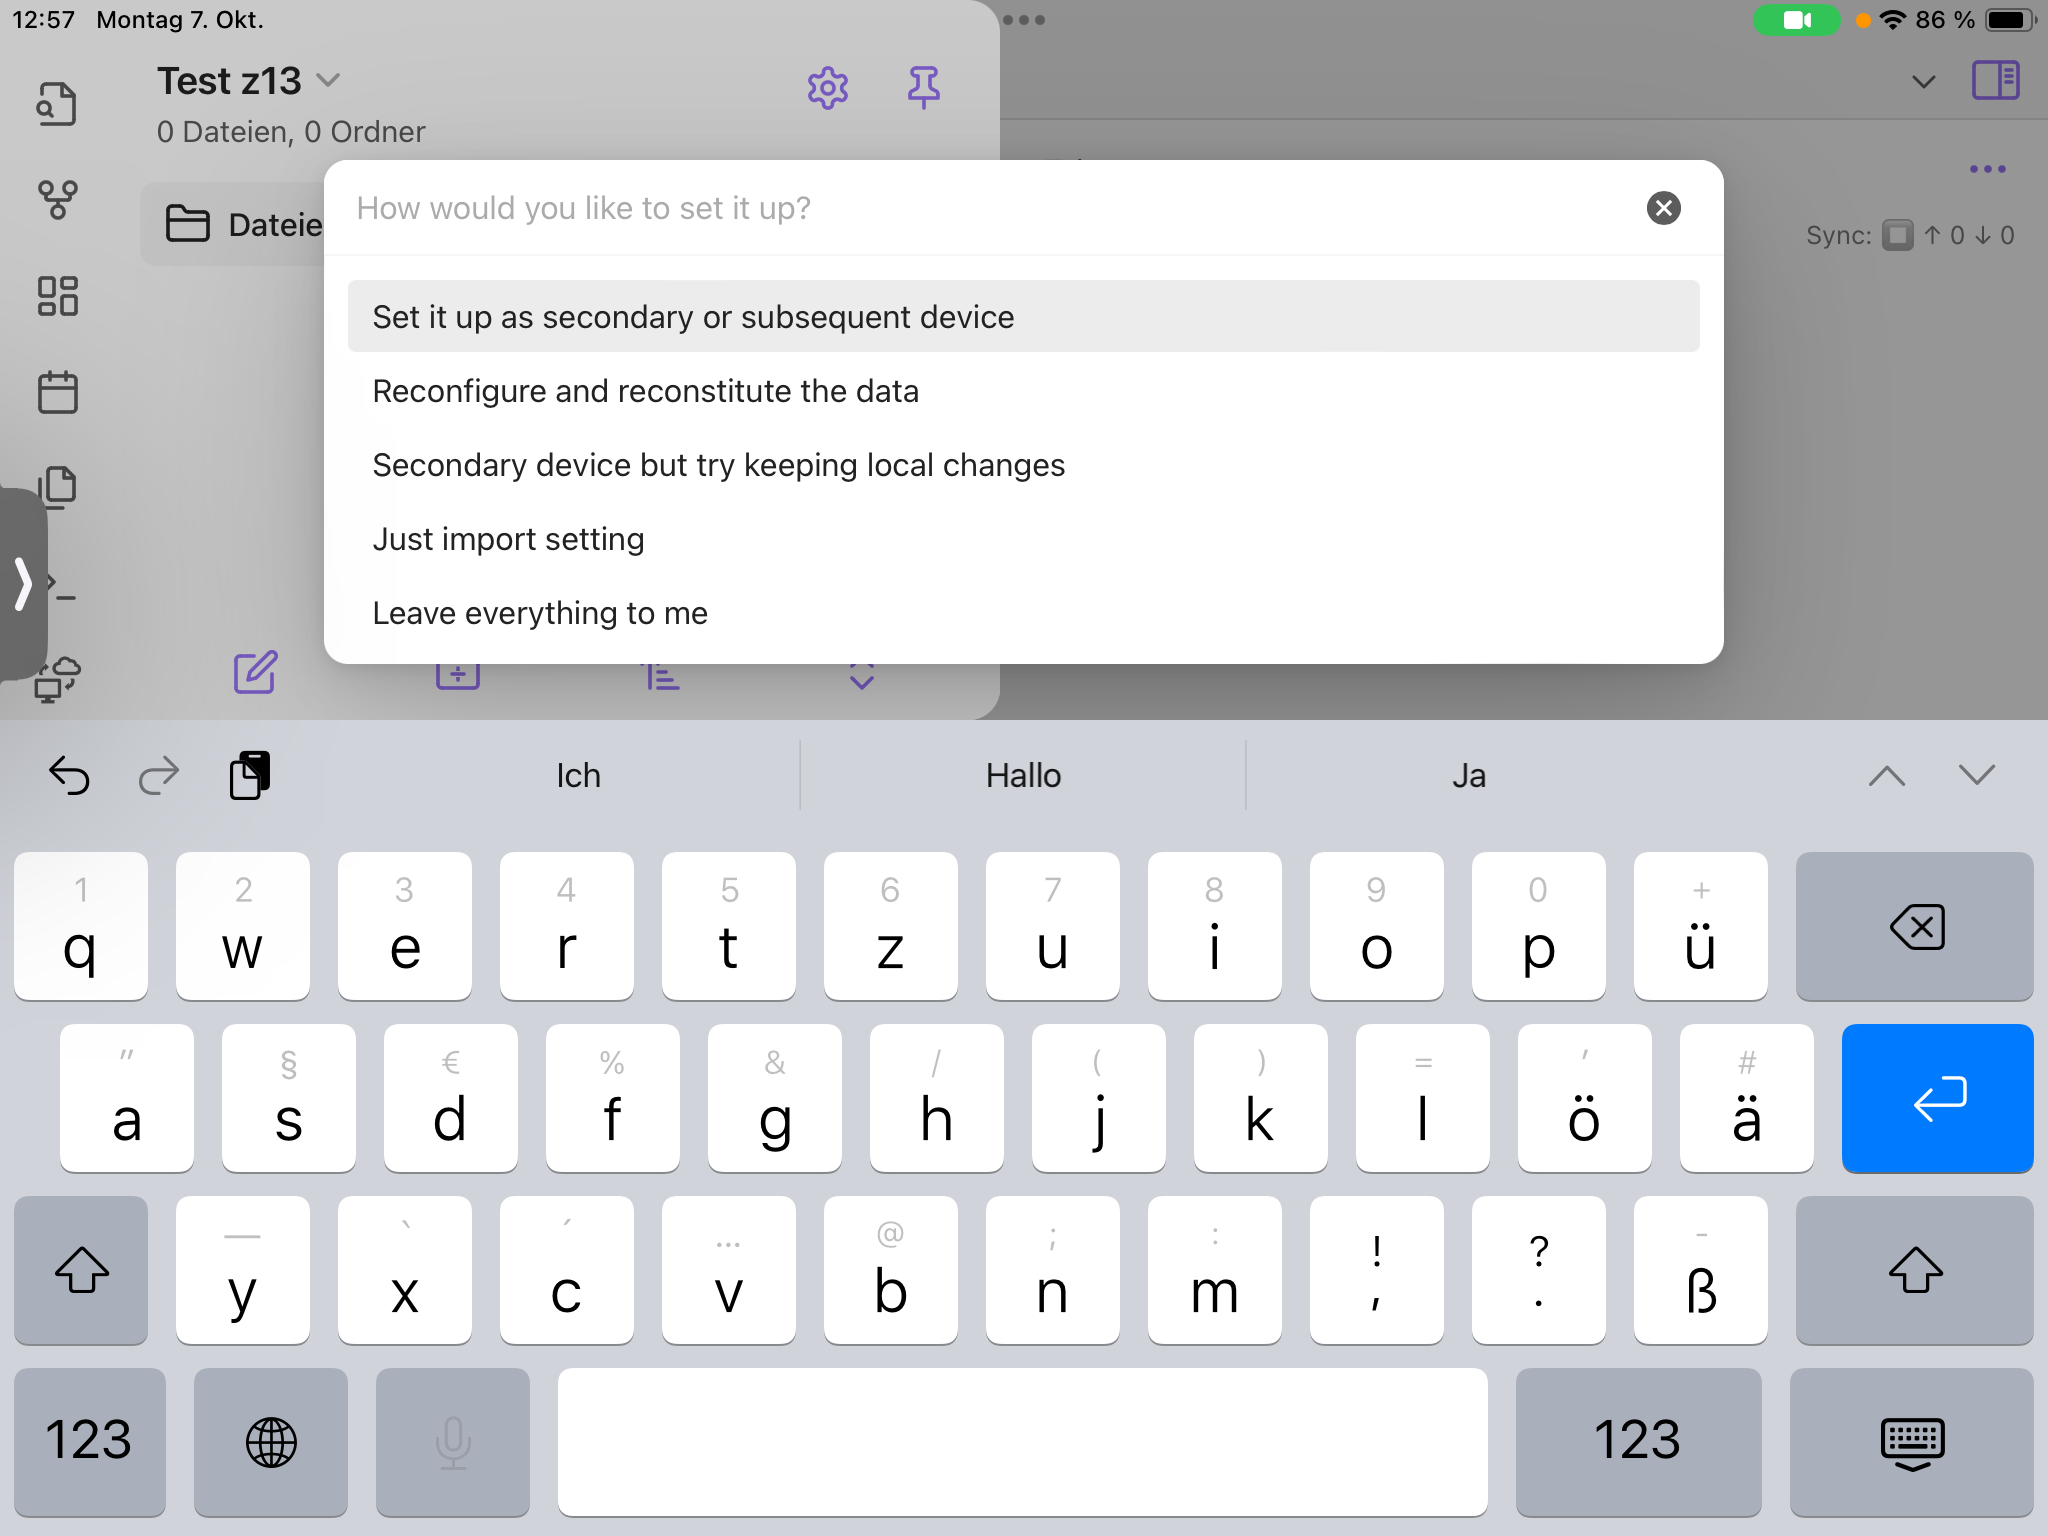 12:57 Montag 7. Okt.
86 %
Test z13
0 Dateien, 0 Ordner
Dateie
Sync: ↑ 0 ↓ 0
How would you like to set it up?
Set it up as secondary or subsequent device
Reconfigure and reconstitute the data
Secondary device but try keeping local changes
Just import setting
Leave everything to me
Ich Hallo Ja
1 2 3 4 5 6 7 8 9 0 +
q w e r t z u i o p ü
" § € % & / ( ) = ' #
a s d f g h j k l ö ä
— ` ´ ... @ ; : ! ? -
y x c v b n m , . ß
123 123